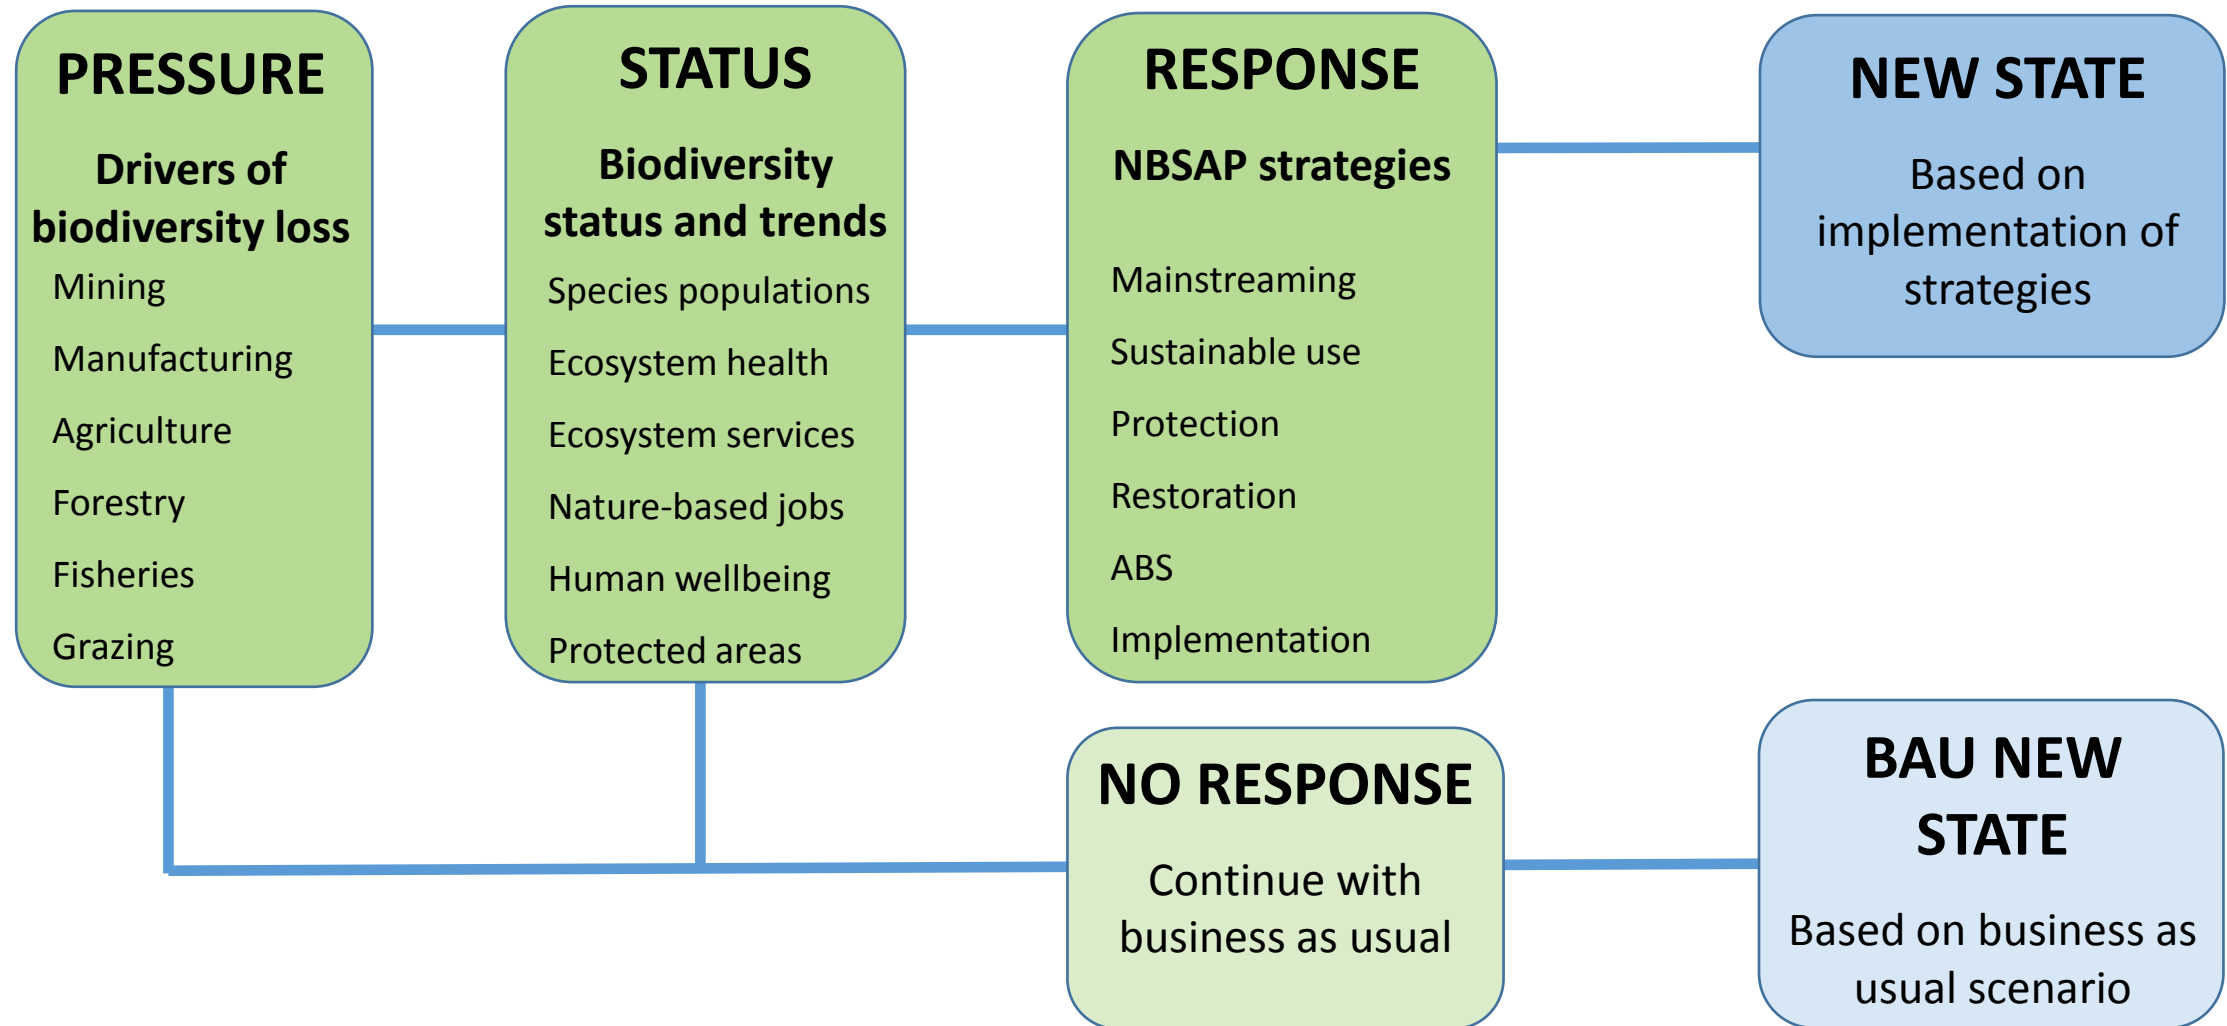 PRESSURE
Drivers of
biodiversity loss
Mining
Manufacturing
Agriculture
Forestry
Fisheries
Grazing
STATUS
Biodiversity
status and trends
Species populations
Ecosystem health
Ecosystem services
Nature-based jobs
Human wellbeing
Protected areas
RESPONSE
NBSAP strategies
Mainstreaming
Sustainable use
Protection
Restoration
ABS
Implementation
NEW STATE
Based on
implementation of
strategies
NO RESPONSE
Continue with
business as usual
BAU NEW
STATE
Based on business as
usual scenario